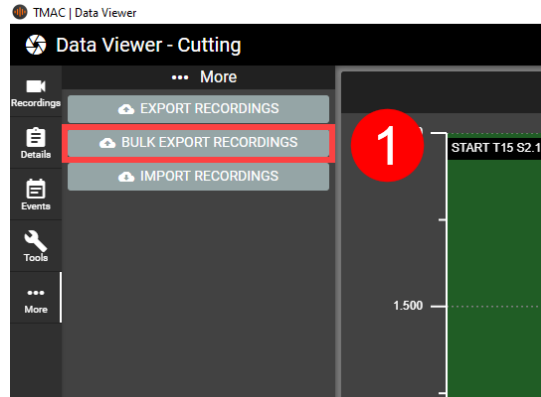 TMAC | Data Viewer
Data Viewer - Cutting
Recordings
Details
Events
Tools
More
••• More
EXPORT RECORDINGS
BULK EXPORT RECORDINGS
IMPORT RECORDINGS
1
START T15 S2.1
1.500